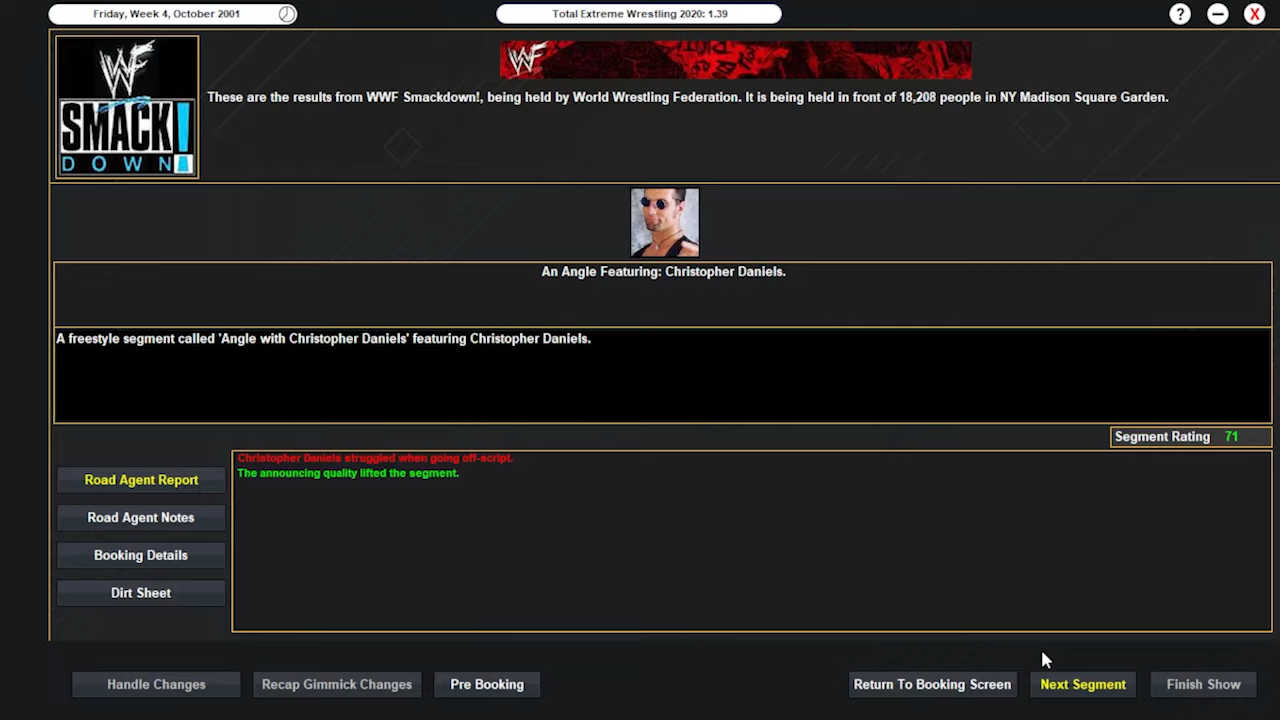 Friday, Week 4, October 2001
Total Extreme Wrestling 2020: 1.39
? X
WF
SMACK!
DOWN
WF
These are the results from WWF Smackdown!, being held by World Wrestling Federation. It is being held in front of 18,208 people in NY Madison Square Garden.
An Angle Featuring: Christopher Daniels.
A freestyle segment called 'Angle with Christopher Daniels' featuring Christopher Daniels.
Segment Rating 71
Christopher Daniels struggled when going off-script.
The announcing quality lifted the segment.
Road Agent Report
Road Agent Notes
Booking Details
Dirt Sheet
Handle Changes
Recap Gimmick Changes
Pre Booking
Return To Booking Screen
Next Segment
Finish Show